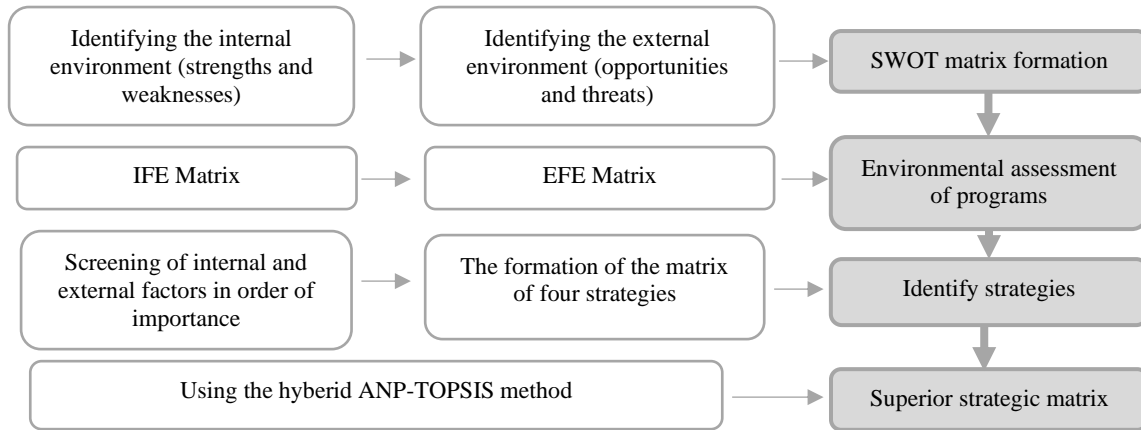 Identifying the internal
environment (strengths and
weaknesses)
Identifying the external
environment (opportunities
and threats)
SWOT matrix formation
IFE Matrix
EFE Matrix
Environmental assessment
of programs
Screening of internal and
external factors in order of
importance
The formation of the matrix
of four strategies
Identify strategies
Using the hyberid ANP-TOPSIS method
Superior strategic matrix